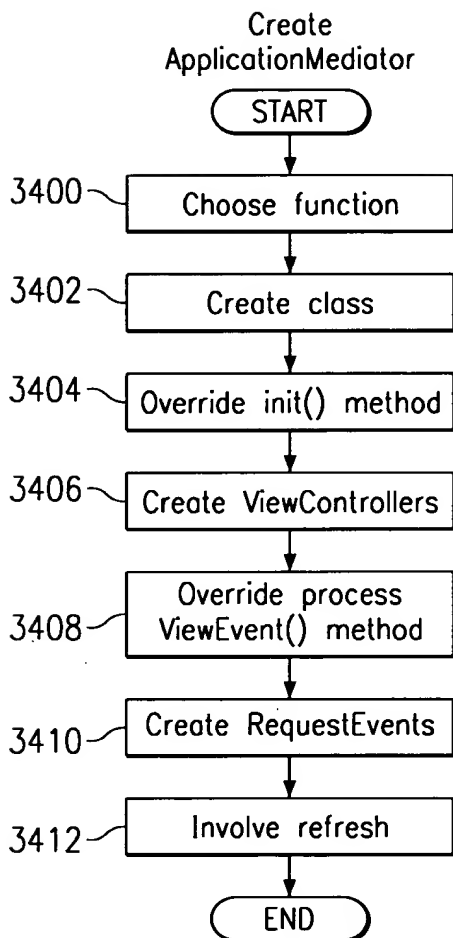 Create
ApplicationMediator
START
3400
Choose function
3402
Create class
3404
Override init() method
3406
Create ViewControllers
3408
Override process
ViewEvent() method
3410
Create RequestEvents
3412
Involve refresh
END